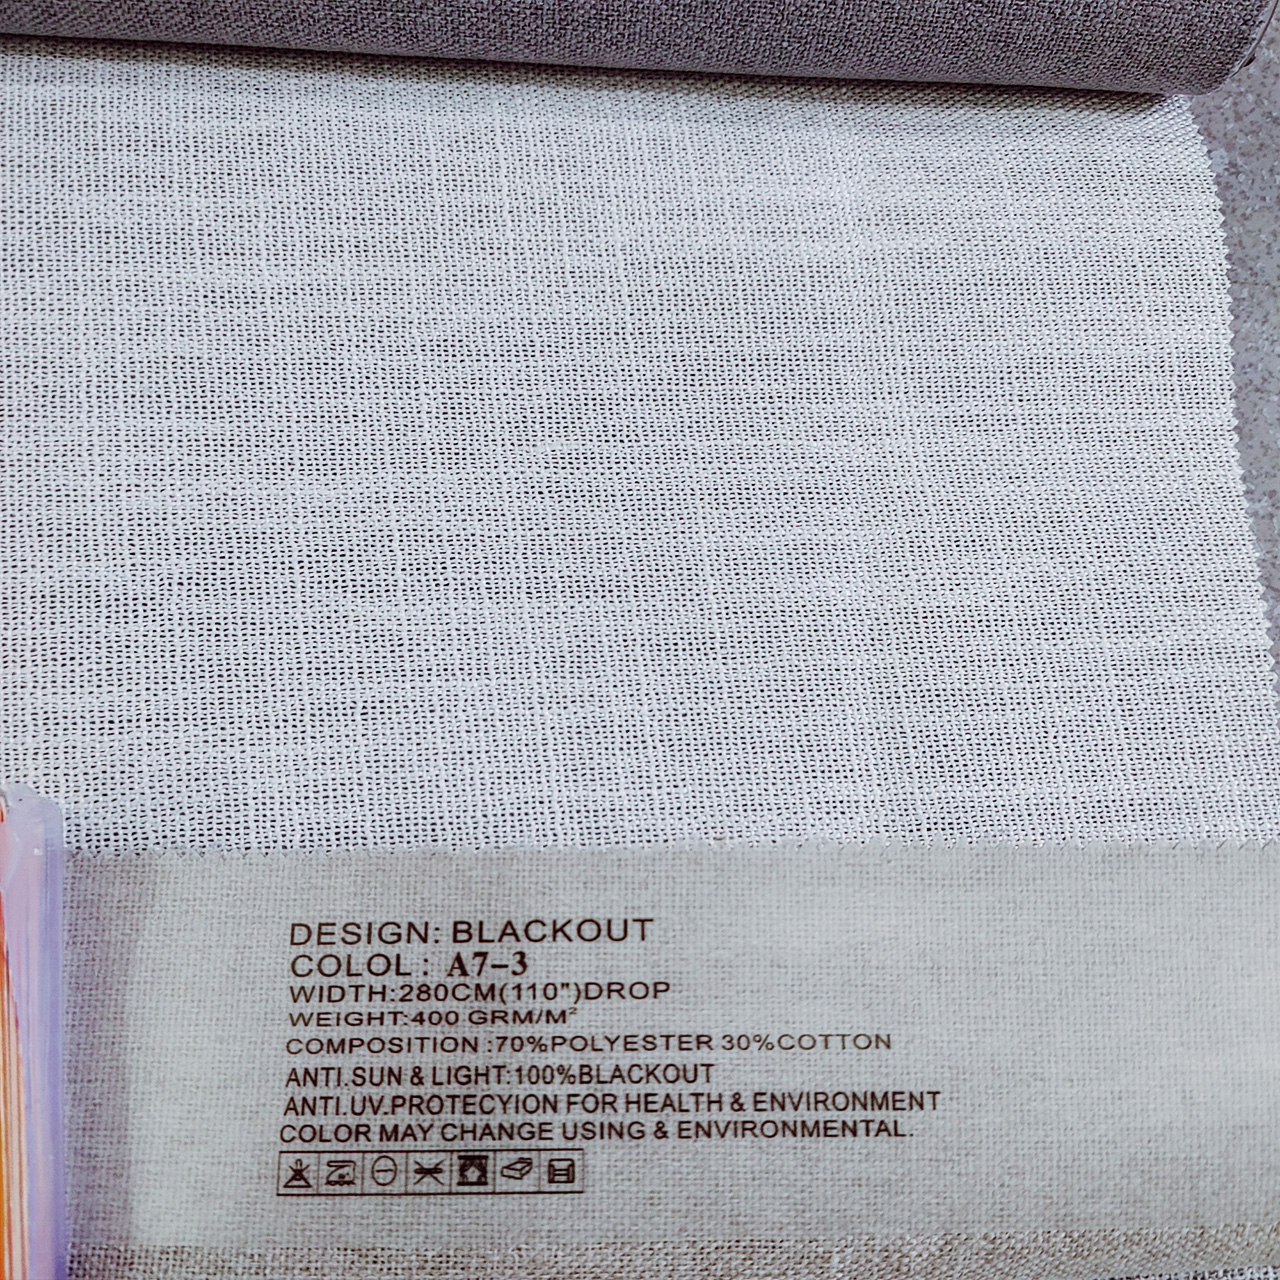 DESIGN: BLACKOUT
COLOL : A7-3
WIDTH:280CM(110")DROP
WEIGHT:400 GRM/M²
COMPOSITION :70%POLYESTER 30%COTTON
ANTI.SUN & LIGHT:100%BLACKOUT
ANTI.UV.PROTECYION FOR HEALTH & ENVIRONMENT
COLOR MAY CHANGE USING & ENVIRONMENTAL.